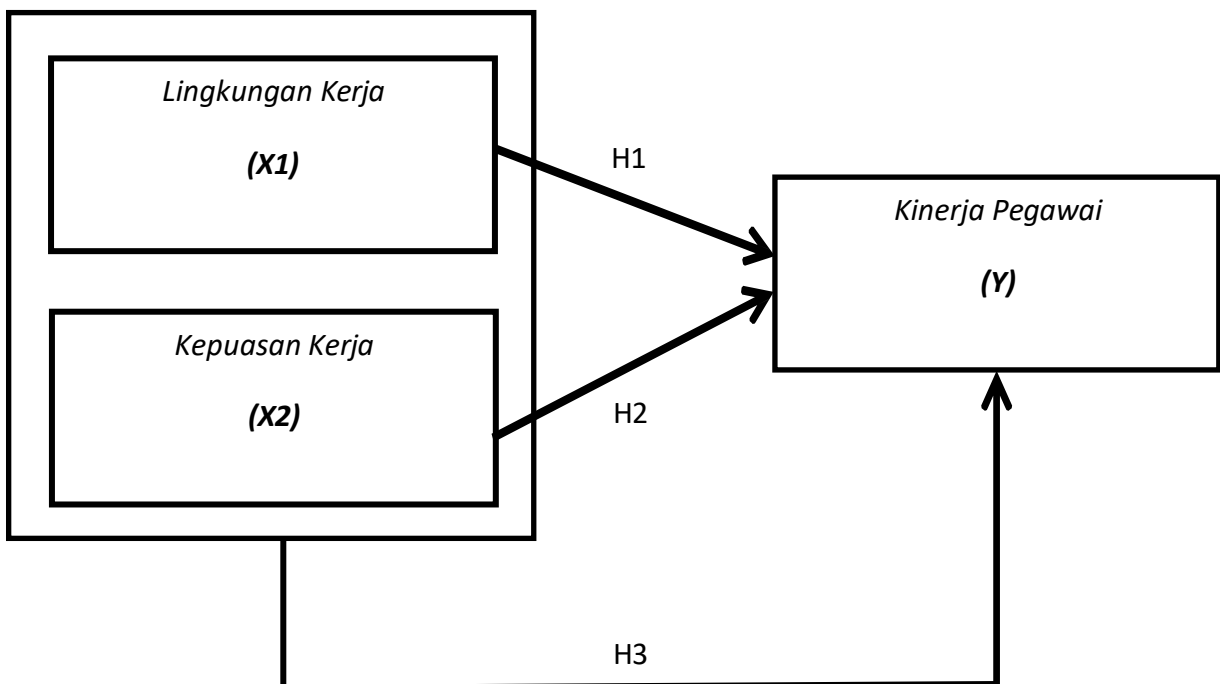 Lingkungan Kerja
(X1)
H1
Kinerja Pegawai
(Y)
Kepuasan Kerja
(X2)
H2
H3